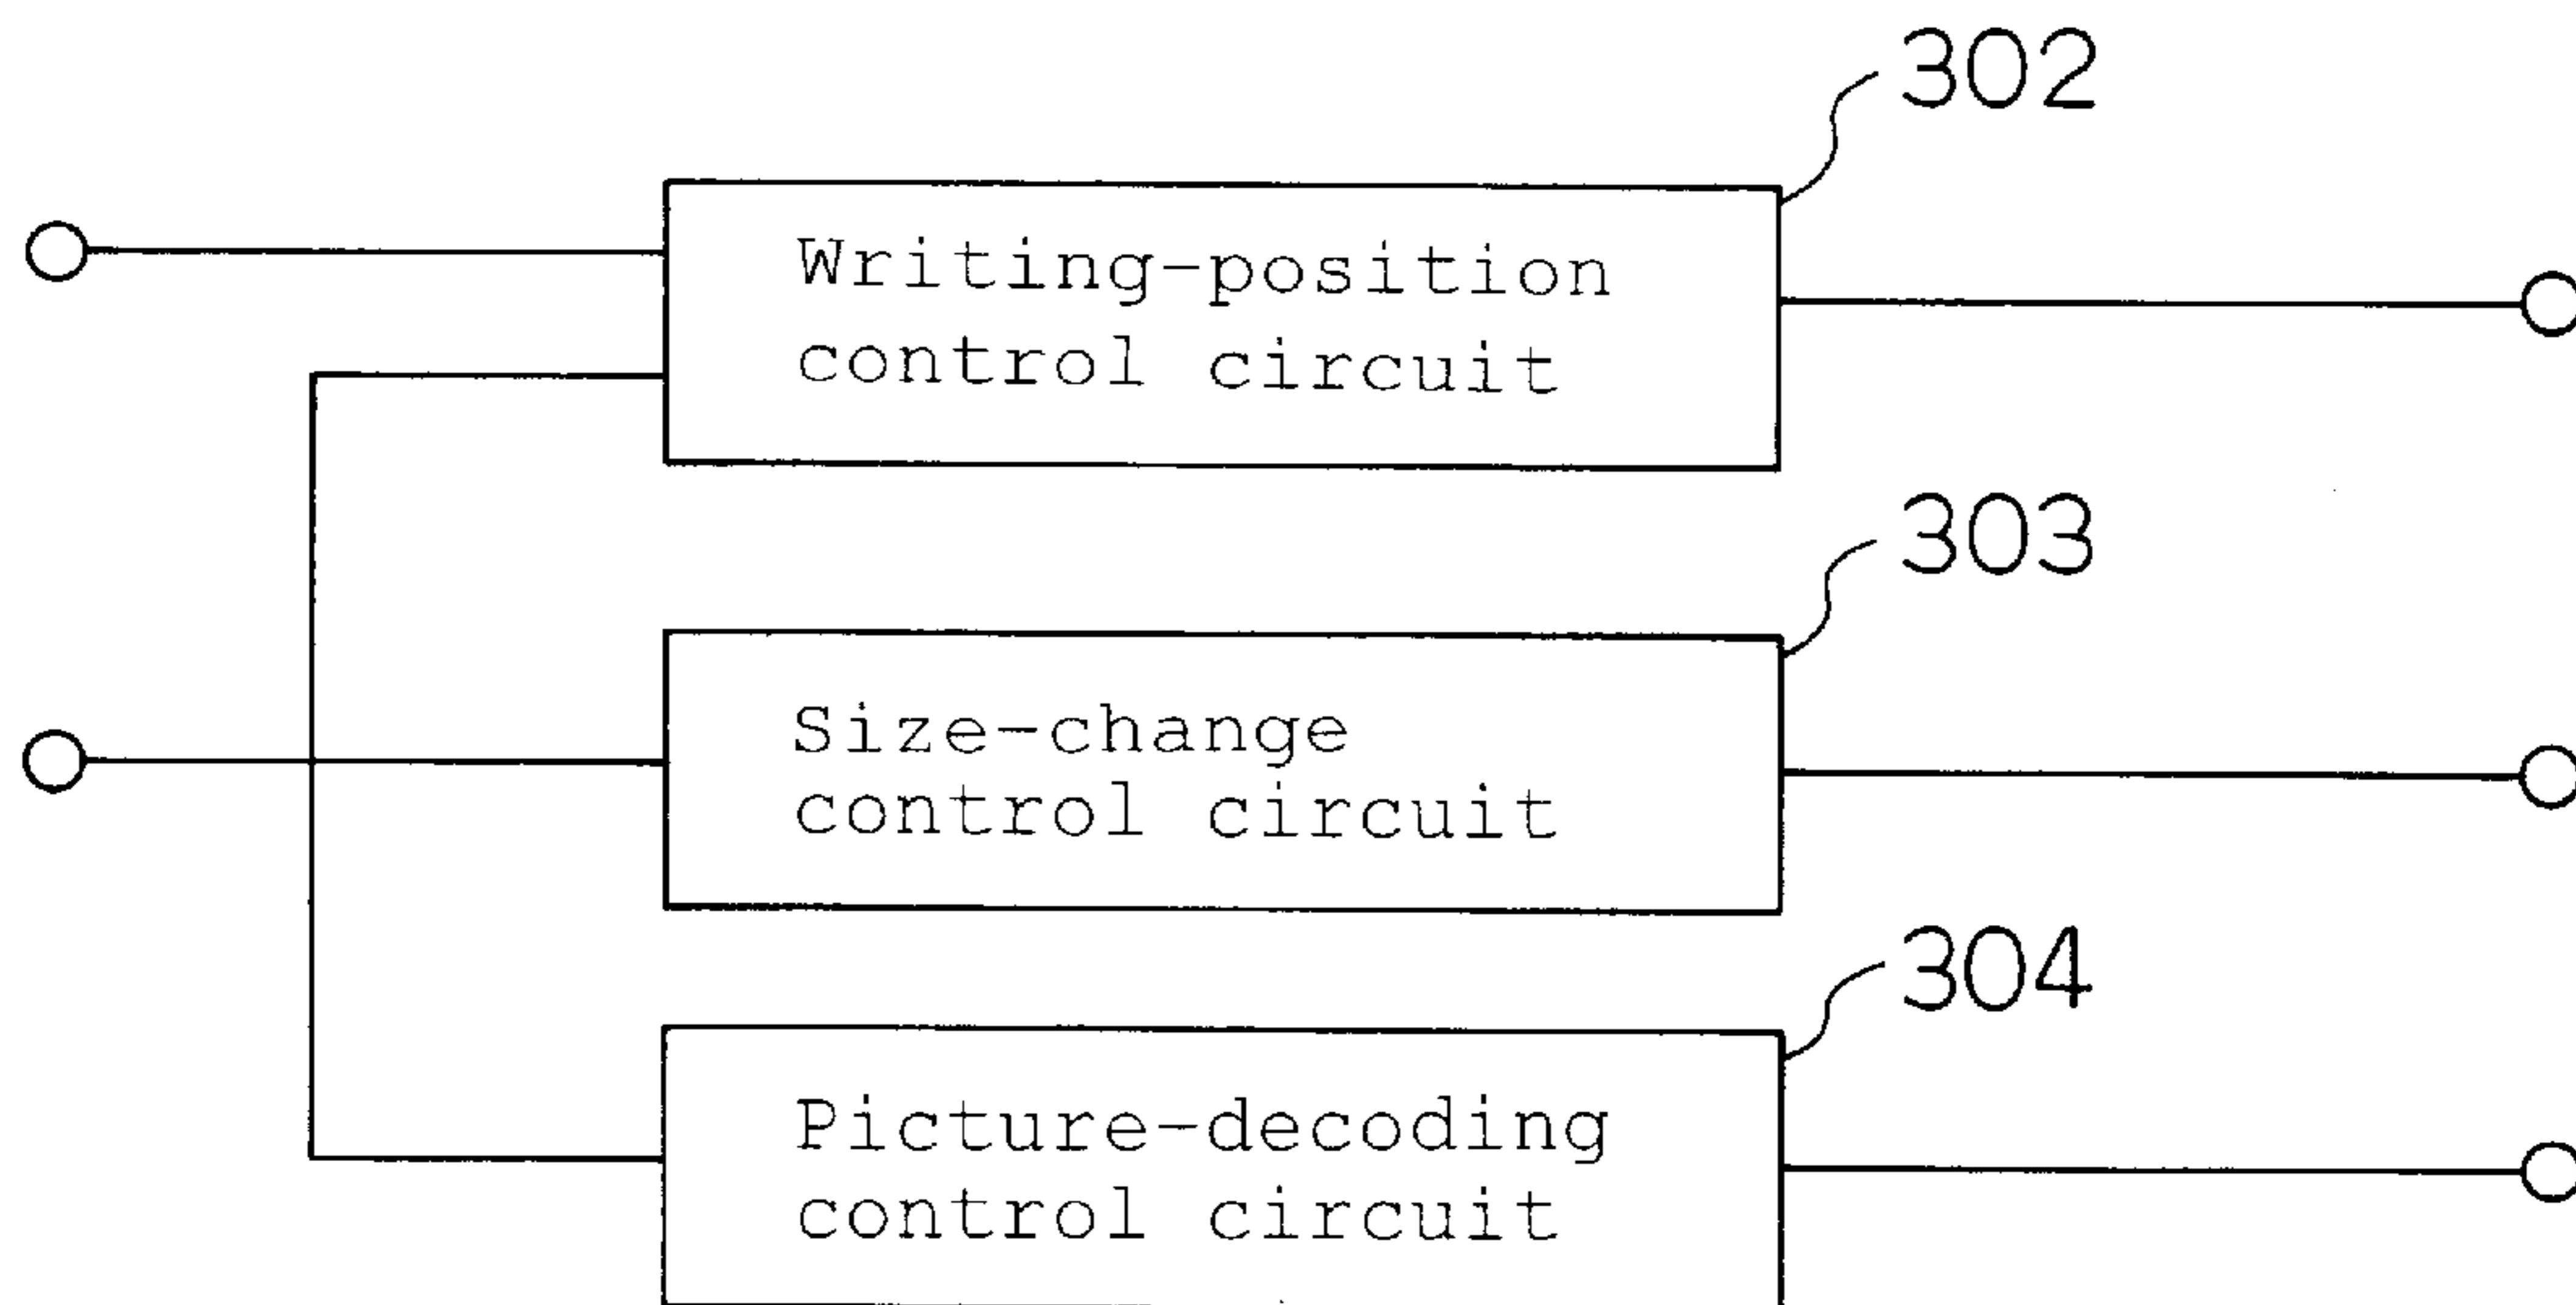 302
Writing-position
control circuit
303
Size-change
control circuit
304
Picture-decoding
control circuit